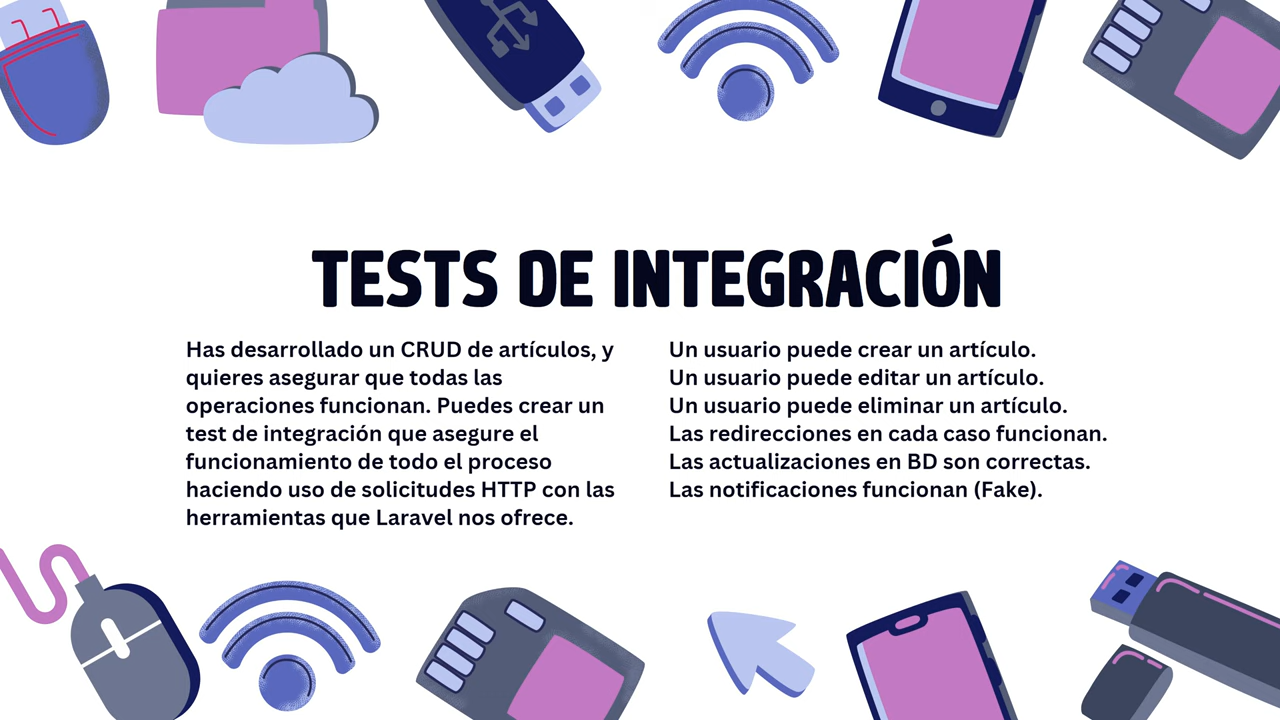 TESTS DE INTEGRACIÓN
Has desarrollado un CRUD de artículos, y
quieres asegurar que todas las
operaciones funcionan. Puedes crear un
test de integración que asegure el
funcionamiento de todo el proceso
haciendo uso de solicitudes HTTP con las
herramientas que Laravel nos ofrece.
Un usuario puede crear un artículo.
Un usuario puede editar un artículo.
Un usuario puede eliminar un artículo.
Las redirecciones en cada caso funcionan.
Las actualizaciones en BD son correctas.
Las notificaciones funcionan (Fake).